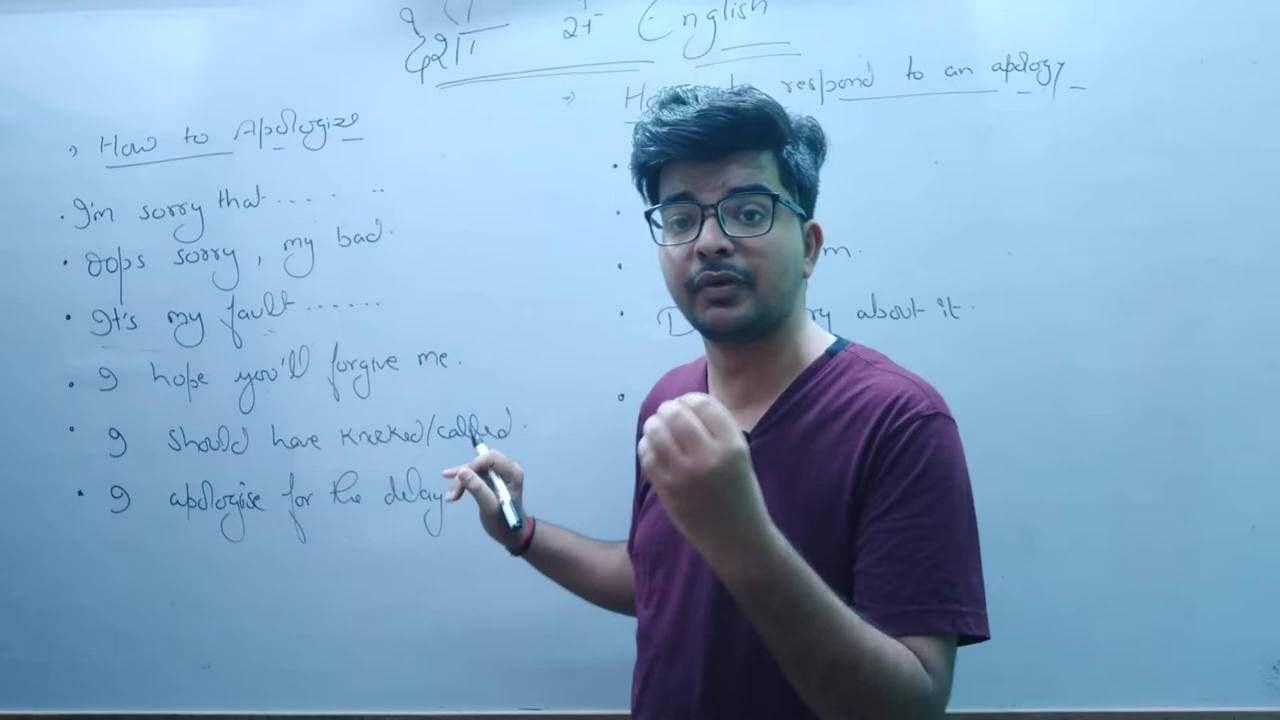 English
→ How to Apologize
· I'm sorry that .... . ..
· Oops sorry, my bad.
· It's my fault ......
· I hope you'll forgive me.
· I should have knocked/called.
· I apologise for the delay
→ respond to an apology
about it.